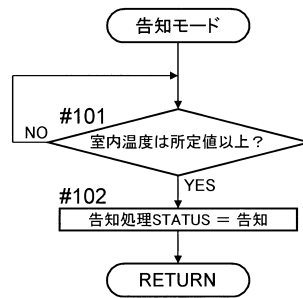 告知モード
#101
室内温度は所定値以上？
NO
YES
#102
告知処理STATUS = 告知
RETURN